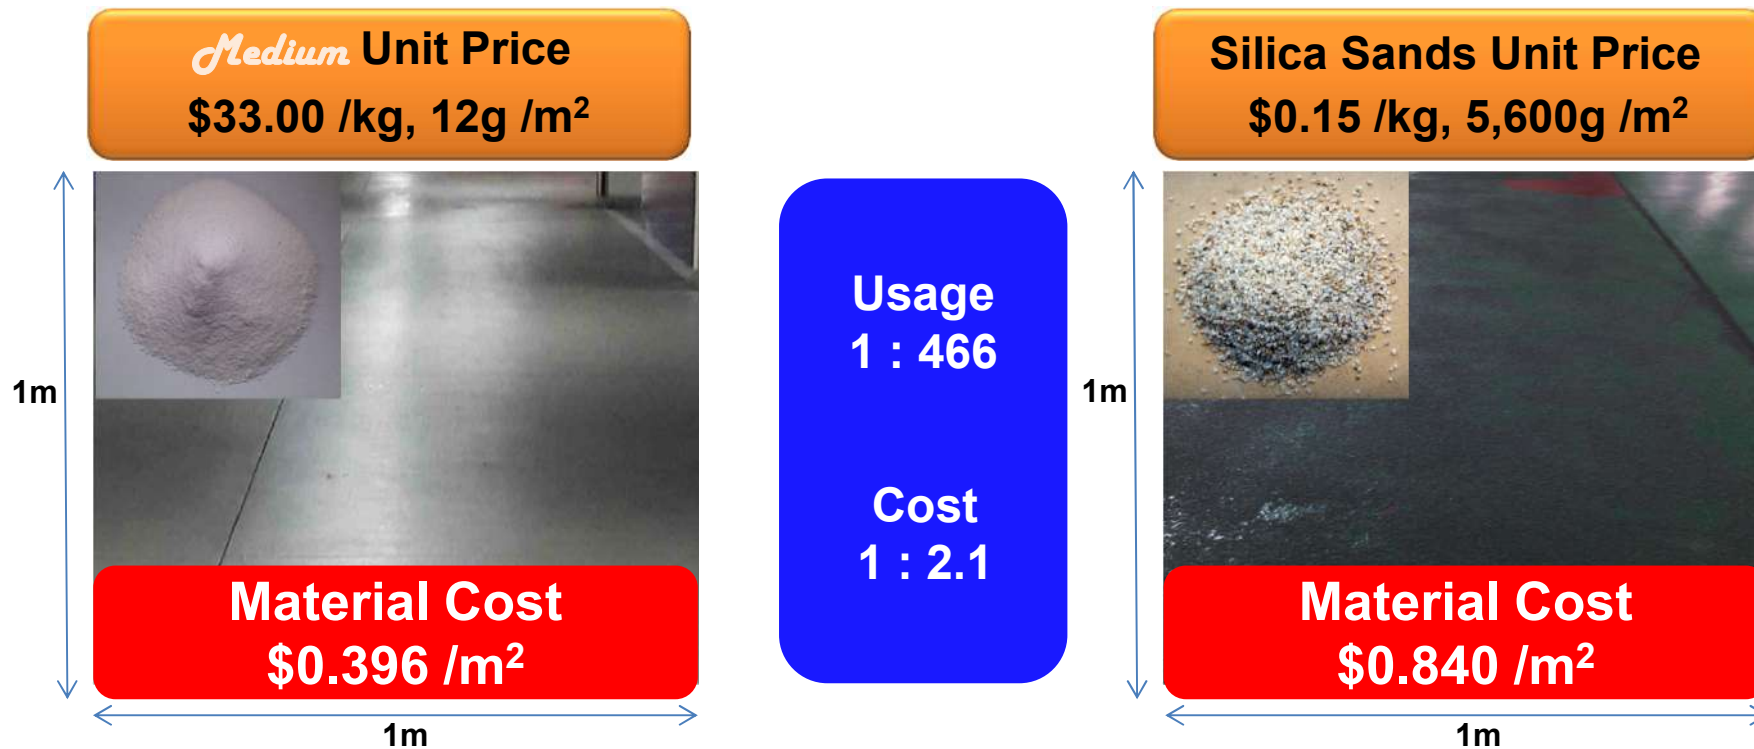 Medium Unit Price
$33.00 /kg, 12g /m²
Silica Sands Unit Price
$0.15 /kg, 5,600g /m²
1m
Usage
1 : 466
Cost
1 : 2.1
1m
Material Cost
$0.396 /m²
Material Cost
$0.840 /m²
1m
1m